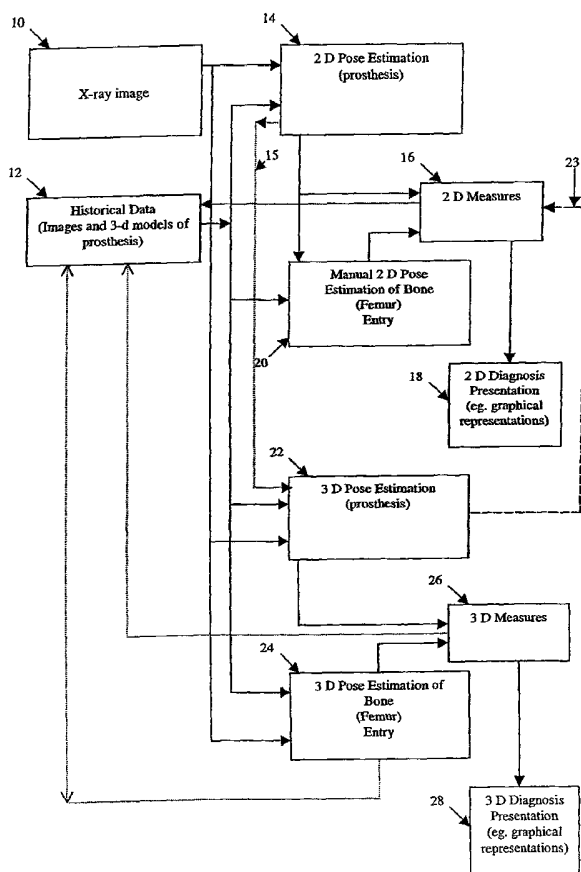 10
X-ray image
14
2 D Pose Estimation
(prosthesis)
15
12
Historical Data
(Images and 3-d models of
prosthesis)
16
2 D Measures
23
Manual 2 D Pose
Estimation of Bone
(Femur)
Entry
20
18
2 D Diagnosis
Presentation
(eg. graphical
representations)
22
3 D Pose Estimation
(prosthesis)
26
3 D Measures
24
3 D Pose Estimation of
Bone
(Femur)
Entry
28
3 D Diagnosis
Presentation
(eg. graphical
representations)